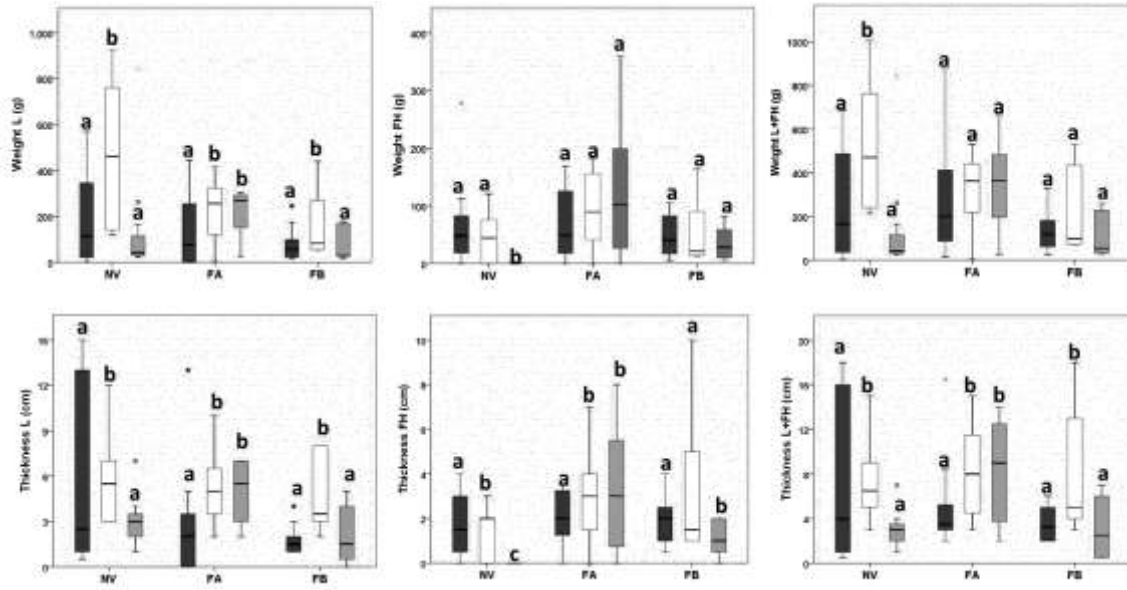 Weight L (g)
1,000
800
600
400
200
0
a b a a b b a b a
NV FA FB
Weight FH (g)
400
300
200
100
0
a a b a a a a a a
NV FA FB
Weight L+FH (g)
1000
800
600
400
200
0
a b a a a a a a a
NV FA FB
Thickness L (cm)
15
12
9
6
3
0
a b a a b b a b a
NV FA FB
Thickness FH (cm)
10
8
6
4
2
0
a b c a b b a a b
NV FA FB
Thickness L+FH (cm)
20
16
12
8
4
0
a b a a b b a b a
NV FA FB